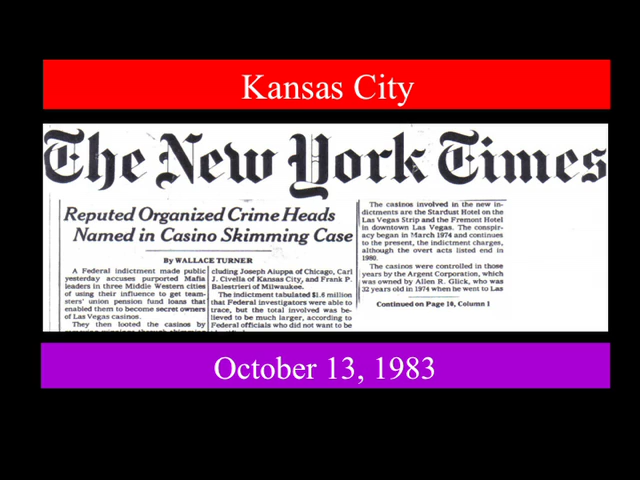 Kansas City
The New York Times
Reputed Organized Crime Heads
Named in Casino Skimming Case
By WALLACE TURNER
A Federal indictment made public
yesterday accuses purported Mafia
leaders in three Middle Western cities
of using their influence to get team-
sters' union pension fund loans that
enabled them to become secret owners
of Las Vegas casinos.
They then looted the casinos by
cluding Joseph Aiuppa of Chicago, Carl
J. Civella of Kansas City, and Frank P.
Balestrieri of Milwaukee.
The indictment tabulated $1.6 million
that Federal investigators were able to
trace, but the total involved was be-
lieved to be much larger, according to
Federal officials who did not want to be
The casinos involved in the new in-
dictments are the Stardust Hotel on the
Las Vegas Strip and the Fremont Hotel
in downtown Las Vegas. The conspir-
acy began in March 1974 and continues
to the present, the indictment charges,
although the overt acts listed end in
1980.
The casinos were controlled in those
years by the Argent Corporation, which
was owned by Allen R. Glick, who was
32 years old in 1974 when he went to Las
Continued on Page 10, Column 1
October 13, 1983